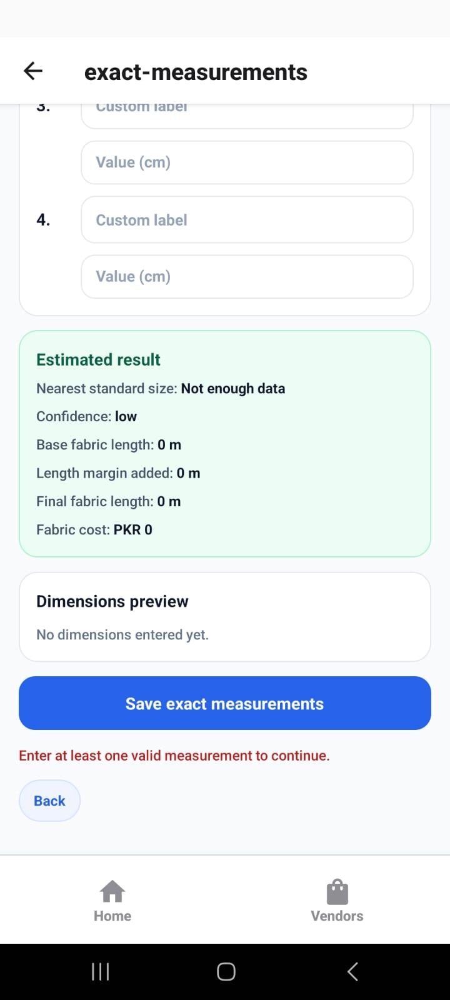 exact-measurements
3.
Custom label
Value (cm)
4.
Custom label
Value (cm)
Estimated result
Nearest standard size: Not enough data
Confidence: low
Base fabric length: 0 m
Length margin added: 0 m
Final fabric length: 0 m
Fabric cost: PKR 0
Dimensions preview
No dimensions entered yet.
Save exact measurements
Enter at least one valid measurement to continue.
Back
Home
Vendors